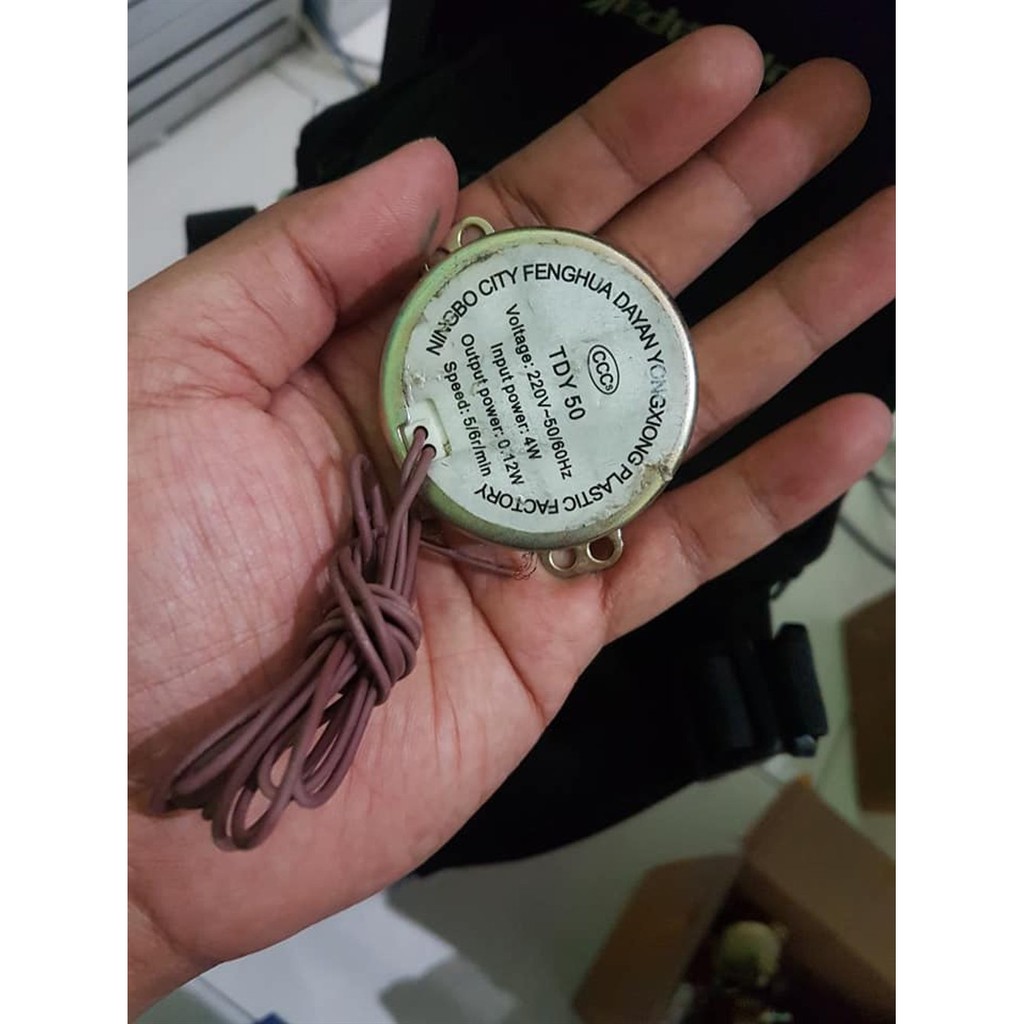 NINGBO CITY FENGHUA DAYAN YONGXIONG PLASTIC FACTORY
CCCs
TDY 50
Voltage: 220V~50/60Hz
Input power: 4W
Output power: 0.12W
Speed: 5/6r/min